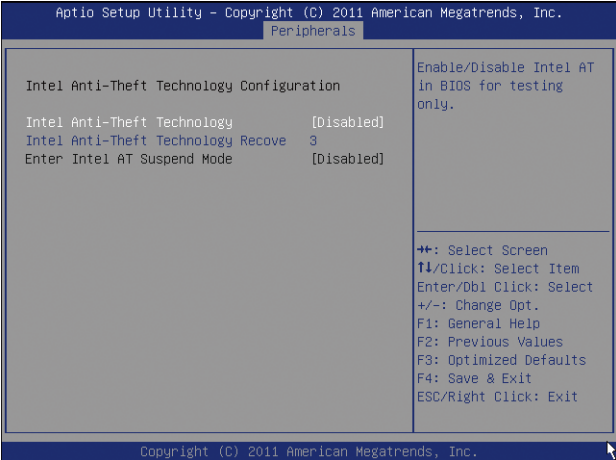 Aptio Setup Utility – Copyright (C) 2011 American Megatrends, Inc.
Peripherals
Intel Anti-Theft Technology Configuration
Intel Anti-Theft Technology [Disabled]
Intel Anti-Theft Technology Recove 3
Enter Intel AT Suspend Mode [Disabled]
Enable/Disable Intel AT
in BIOS for testing
only.
→←: Select Screen
↑↓/Click: Select Item
Enter/Dbl Click: Select
+/-: Change Opt.
F1: General Help
F2: Previous Values
F3: Optimized Defaults
F4: Save & Exit
ESC/Right Click: Exit
Copyright (C) 2011 American Megatrends, Inc.